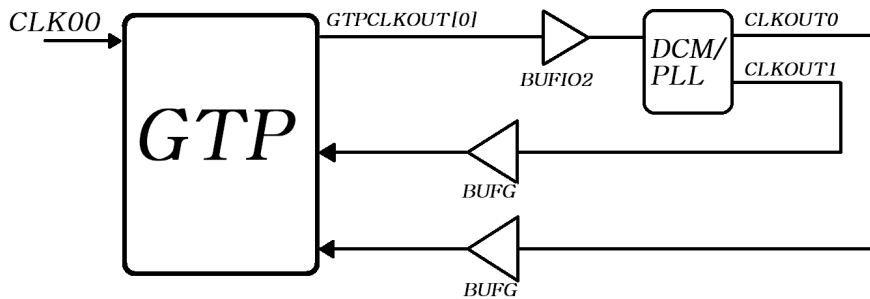 CLK00
GTPCLKOUT[0]
BUFIO2
DCM/
PLL
CLKOUT0
CLKOUT1
GTP
BUFG
BUFG